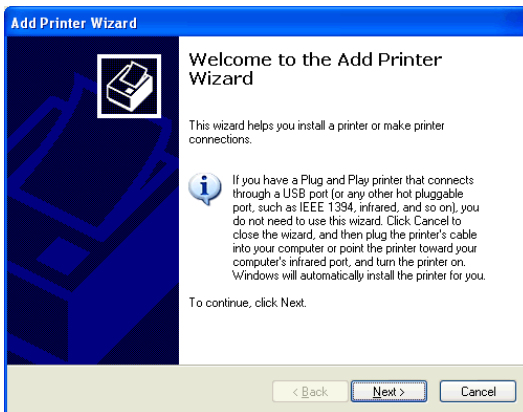 Add Printer Wizard
Welcome to the Add Printer
Wizard
This wizard helps you install a printer or make printer
connections.
If you have a Plug and Play printer that connects
through a USB port (or any other hot pluggable
port, such as IEEE 1394, infrared, and so on), you
do not need to use this wizard. Click Cancel to
close the wizard, and then plug the printer's cable
into your computer or point the printer toward your
computer's infrared port, and turn the printer on.
Windows will automatically install the printer for you.
To continue, click Next.
< Back
Next >
Cancel